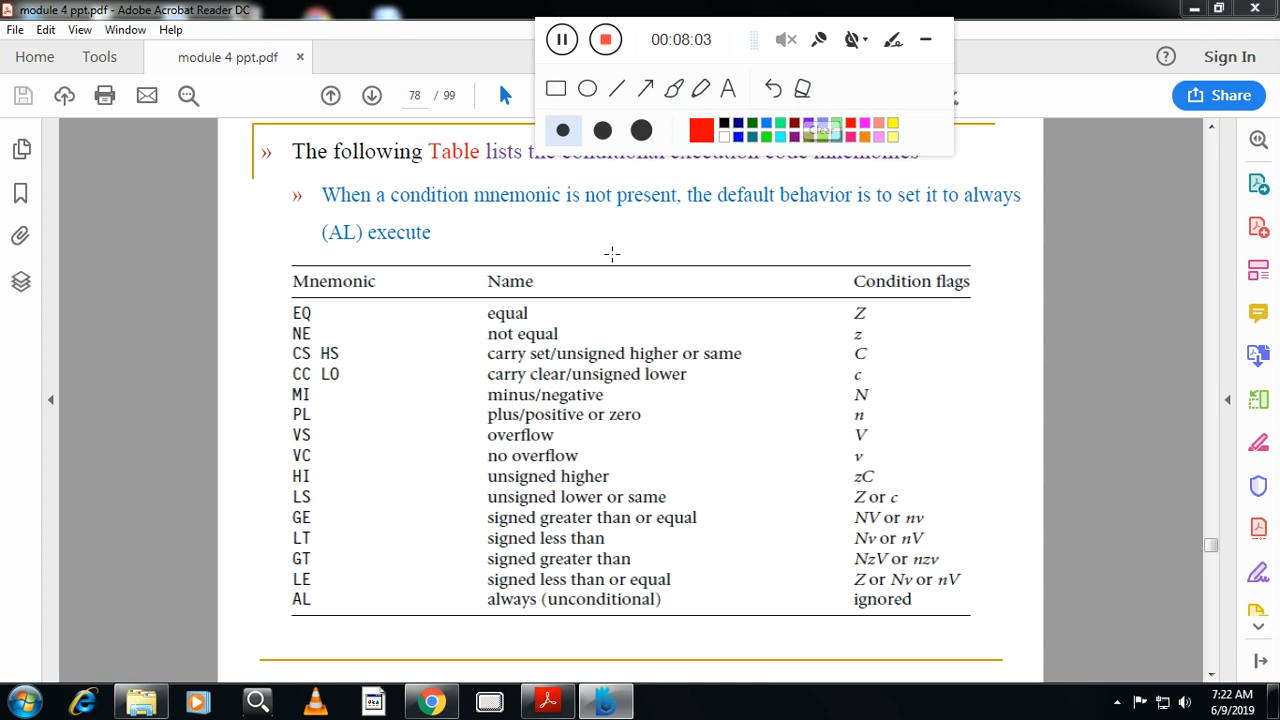 module 4 ppt.pdf - Adobe Acrobat Reader DC
File Edit View Window Help
00:08:03
Home Tools module 4 ppt.pdf × Sign In
78 / 99 Share
Clear
» The following Table lists the conditional execution code mnemonics
» When a condition mnemonic is not present, the default behavior is to set it to always
(AL) execute
Mnemonic Name Condition flags
EQ equal Z
NE not equal z
CS HS carry set/unsigned higher or same C
CC LO carry clear/unsigned lower c
MI minus/negative N
PL plus/positive or zero n
VS overflow V
VC no overflow v
HI unsigned higher zC
LS unsigned lower or same Z or c
GE signed greater than or equal NV or nv
LT signed less than Nv or nV
GT signed greater than NzV or nzv
LE signed less than or equal Z or Nv or nV
AL always (unconditional) ignored
7:22 AM
6/9/2019